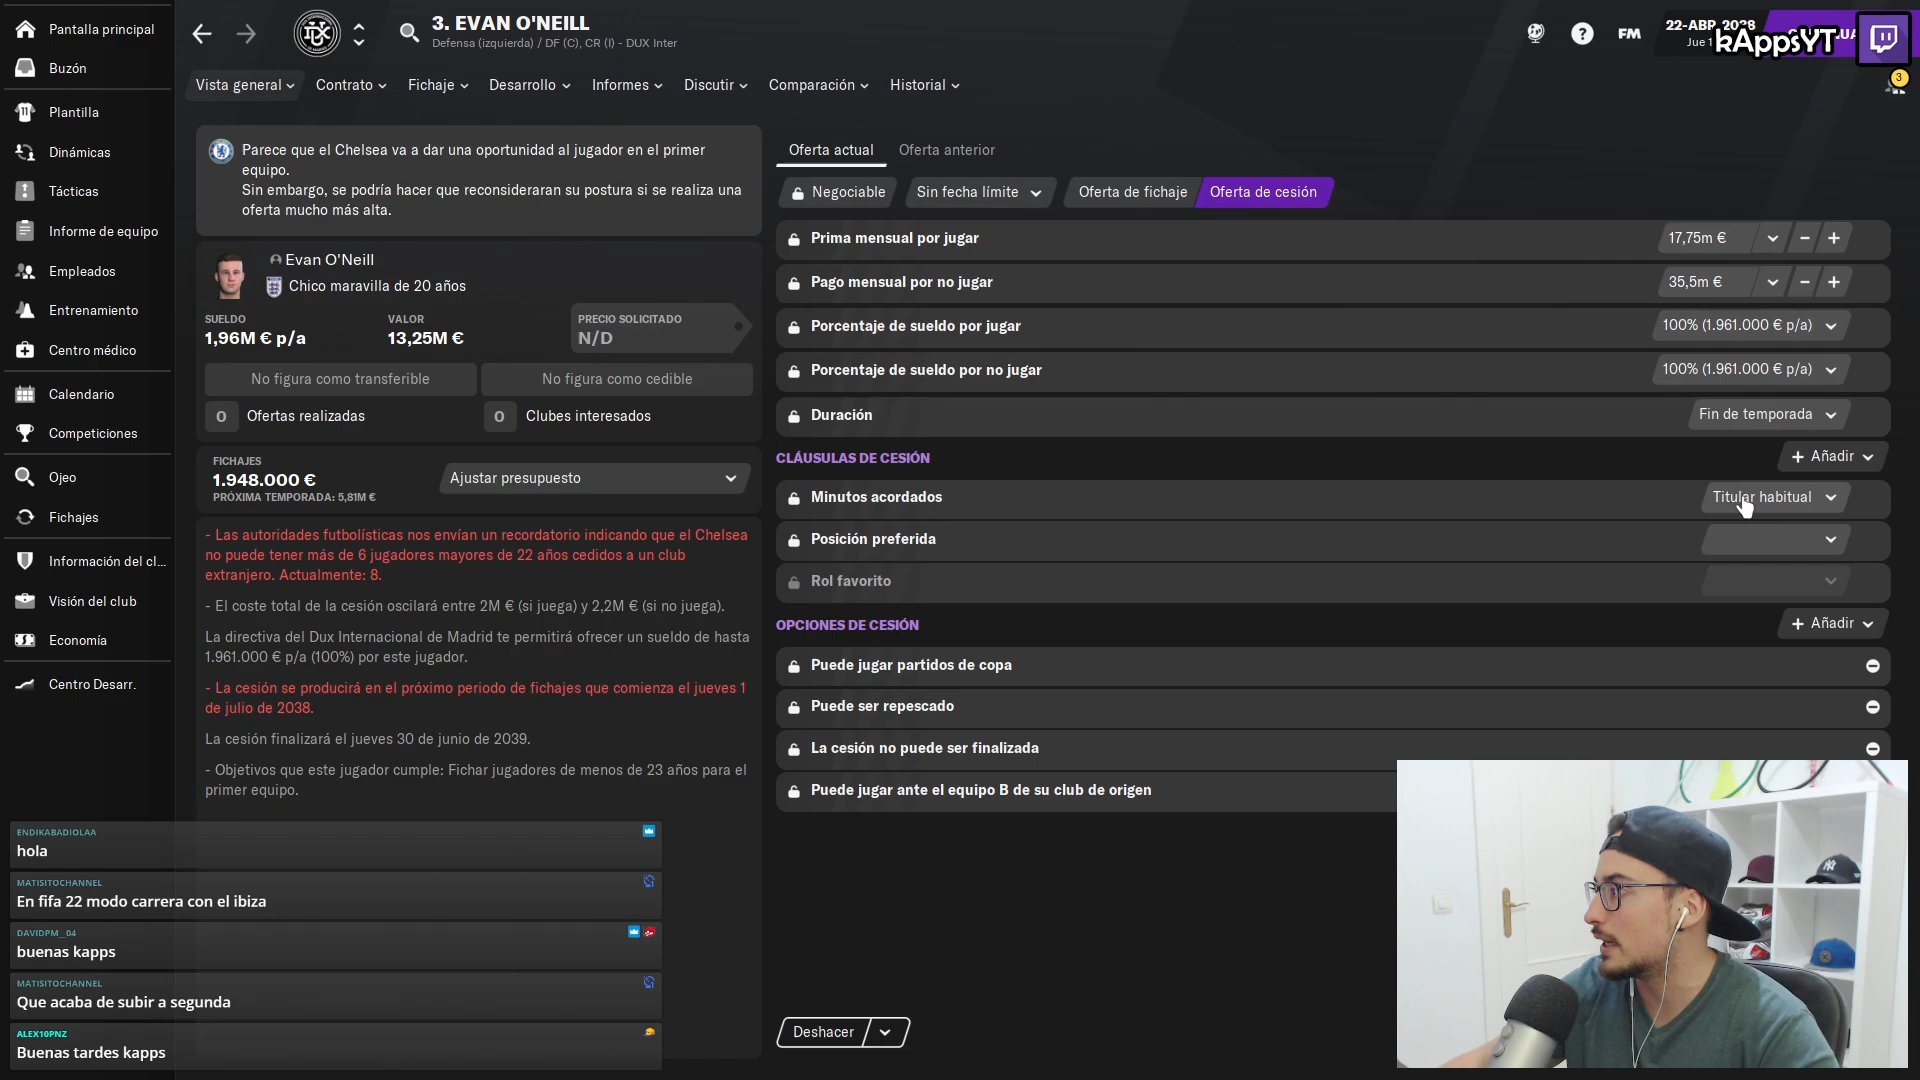 Pantalla principal
Buzón
Plantilla
Dinámicas
Tácticas
Informe de equipo
Empleados
Entrenamiento
Centro médico
Calendario
Competiciones
Ojeo
Fichajes
Información del cl...
Visión del club
Economía
Centro Desarr.
3. EVAN O'NEILL
Defensa (izquierda) / DF (C), CR (I) - DUX Inter
FM
kAppsYT
3
Vista general
Contrato
Fichaje
Desarrollo
Informes
Discutir
Comparación
Historial
Parece que el Chelsea va a dar una oportunidad al jugador en el primer
equipo.
Sin embargo, se podría hacer que reconsideraran su postura si se realiza una
oferta mucho más alta.
Evan O'Neill
Chico maravilla de 20 años
SUELDO
1,96M € p/a
VALOR
13,25M €
PRECIO SOLICITADO
N/D
No figura como transferible
No figura como cedible
0 Ofertas realizadas
0 Clubes interesados
FICHAJES
1.948.000 €
PRÓXIMA TEMPORADA: 5,81M €
Ajustar presupuesto
- Las autoridades futbolísticas nos envían un recordatorio indicando que el Chelsea
no puede tener más de 6 jugadores mayores de 22 años cedidos a un club
extranjero. Actualmente: 8.
- El coste total de la cesión oscilará entre 2M € (si juega) y 2,2M € (si no juega).
La directiva del Dux Internacional de Madrid te permitirá ofrecer un sueldo de hasta
1.961.000 € p/a (100%) por este jugador.
- La cesión se producirá en el próximo periodo de fichajes que comienza el jueves 1
de julio de 2038.
La cesión finalizará el jueves 30 de junio de 2039.
- Objetivos que este jugador cumple: Fichar jugadores de menos de 23 años para el
primer equipo.
Oferta actual
Oferta anterior
Negociable
Sin fecha límite
Oferta de fichaje
Oferta de cesión
Prima mensual por jugar
17,75m €
Pago mensual por no jugar
35,5m €
Porcentaje de sueldo por jugar
100% (1.961.000 € p/a)
Porcentaje de sueldo por no jugar
100% (1.961.000 € p/a)
Duración
Fin de temporada
CLÁUSULAS DE CESIÓN
+ Añadir
Minutos acordados
Titular habitual
Posición preferida
Rol favorito
OPCIONES DE CESIÓN
+ Añadir
Puede jugar partidos de copa
Puede ser repescado
La cesión no puede ser finalizada
Puede jugar ante el equipo B de su club de origen
Deshacer
ENDIKABADIOLAA
hola
MATISITOCHANNEL
En fifa 22 modo carrera con el ibiza
DAVIDPM_04
buenas kapps
MATISITOCHANNEL
Que acaba de subir a segunda
ALEX10PNZ
Buenas tardes kapps